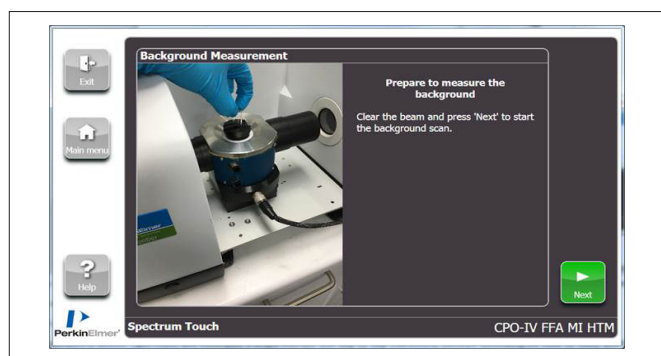 Exit
Main menu
Help
PerkinElmer®
Background Measurement
Prepare to measure the
background
Clear the beam and press 'Next' to start
the background scan.
Next
Spectrum Touch
CPO-IV FFA MI HTM